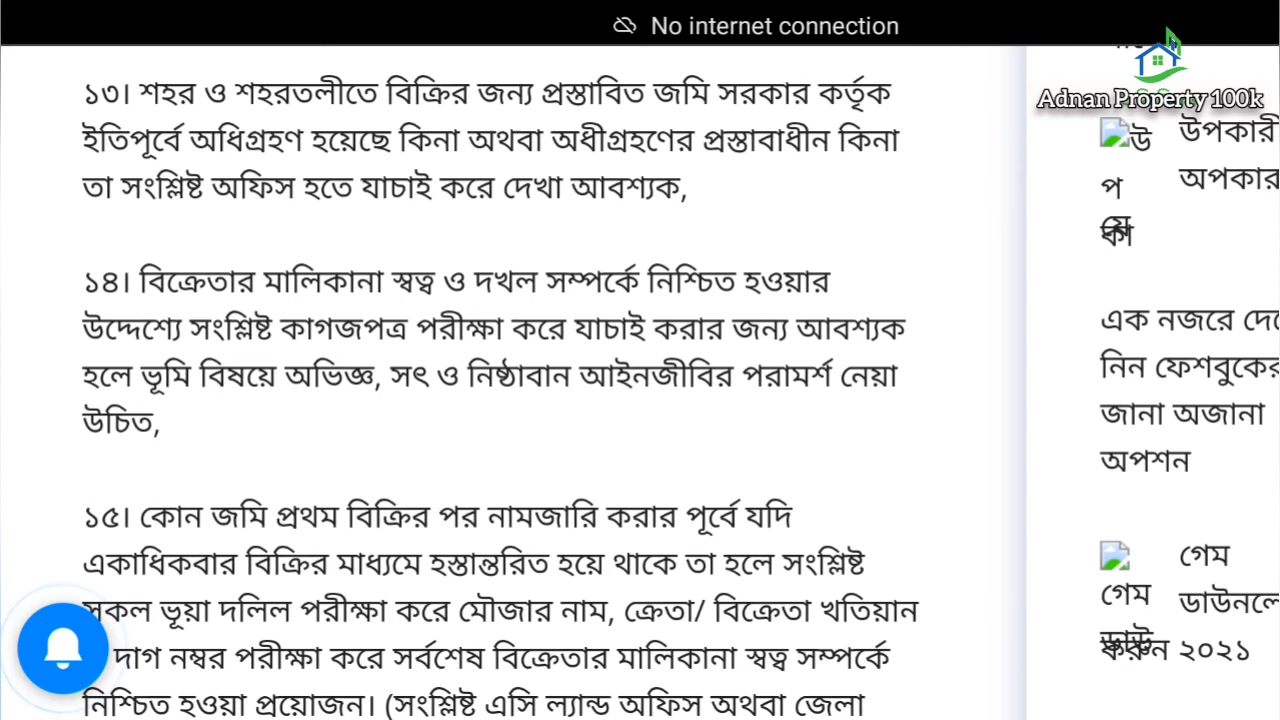 No internet connection
Adnan Property 100k
১৩। শহর ও শহরতলীতে বিক্রির জন্য প্রস্তাবিত জমি সরকার কর্তৃক
ইতিপূর্বে অধিগ্রহণ হয়েছে কিনা অথবা অধীগ্রহণের প্রস্তাবাধীন কিনা
তা সংশ্লিষ্ট অফিস হতে যাচাই করে দেখা আবশ্যক,
১৪। বিক্রেতার মালিকানা স্বত্ব ও দখল সম্পর্কে নিশ্চিত হওয়ার
উদ্দেশ্যে সংশ্লিষ্ট কাগজপত্র পরীক্ষা করে যাচাই করার জন্য আবশ্যক
হলে ভূমি বিষয়ে অভিজ্ঞ, সৎ ও নিষ্ঠাবান আইনজীবির পরামর্শ নেয়া
উচিত,
১৫। কোন জমি প্রথম বিক্রির পর নামজারি করার পূর্বে যদি
একাধিকবার বিক্রির মাধ্যমে হস্তান্তরিত হয়ে থাকে তা হলে সংশ্লিষ্ট
সকল ভূয়া দলিল পরীক্ষা করে মৌজার নাম, ক্রেতা/ বিক্রেতা খতিয়ান
দাগ নম্বর পরীক্ষা করে সর্বশেষ বিক্রেতার মালিকানা স্বত্ব সম্পর্কে
নিশ্চিত হওয়া প্রয়োজন। (সংশ্লিষ্ট এসি ল্যান্ড অফিস অথবা জেলা
উপকারী
অপকার
এক নজরে দে
নিন ফেশবুকের
জানা অজানা
অপশন
গেম
গেম
ডাউনলো
করুন ২০২১